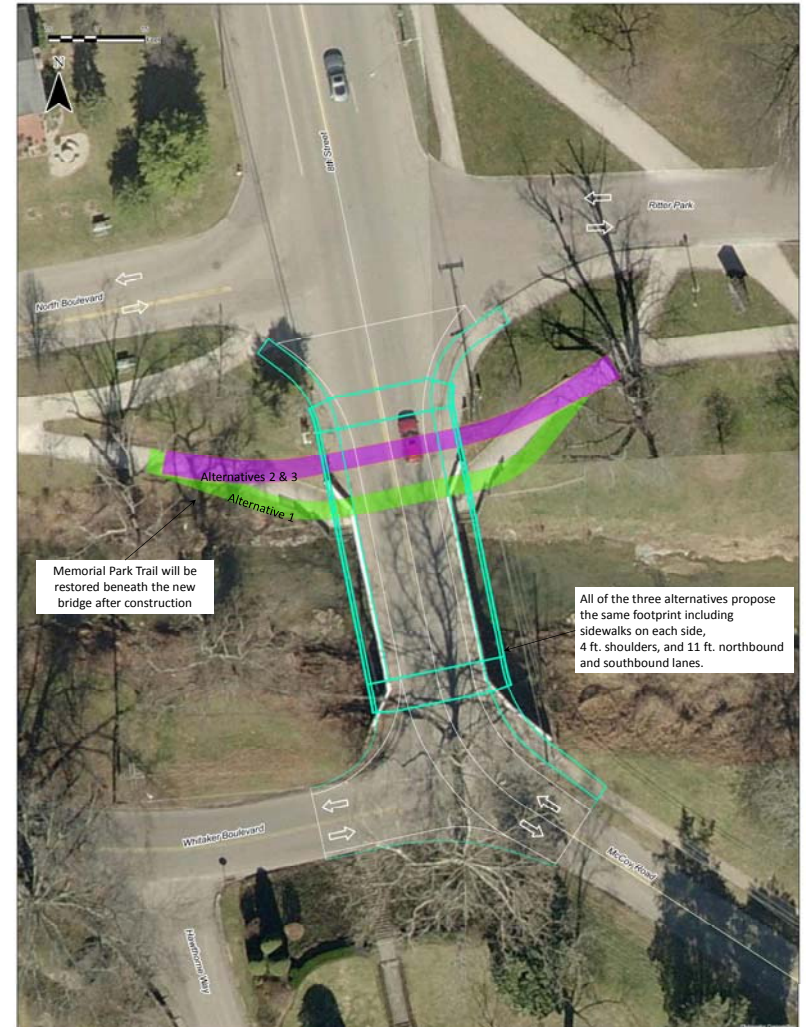 Feet
N
8th Street
Ritter Park
North Boulevard
Alternatives 2 & 3
Alternative 1
Memorial Park Trail will be
restored beneath the new
bridge after construction
All of the three alternatives propose
the same footprint including
sidewalks on each side,
4 ft. shoulders, and 11 ft. northbound
and southbound lanes.
Whitaker Boulevard
McCoy Road
Hawthorne Way